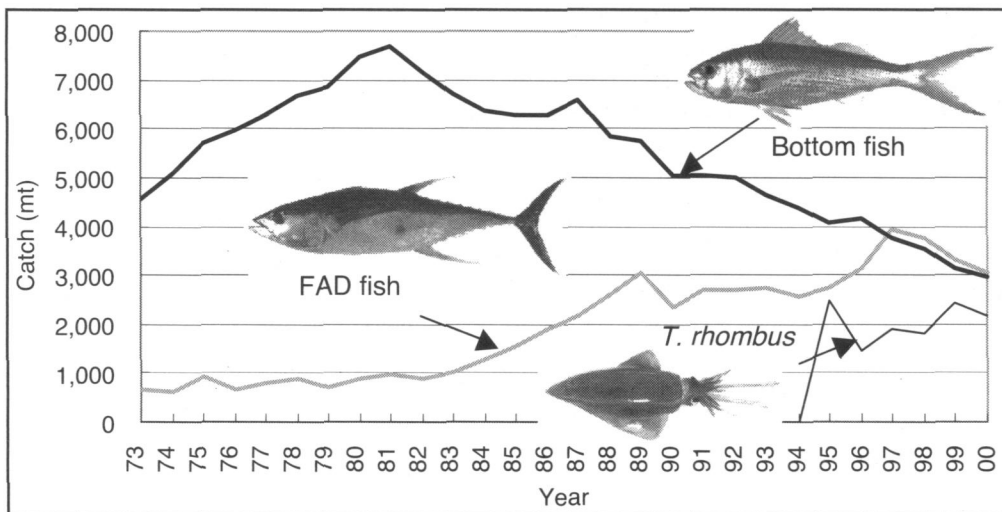 8,000
7,000
6,000
5,000
4,000
3,000
2,000
1,000
0
Catch (mt)
Bottom fish
FAD fish
T. rhombus
73 74 75 76 77 78 79 80 81 82 83 84 85 86 87 88 89 90 91 92 93 94 95 96 97 98 99 00
Year